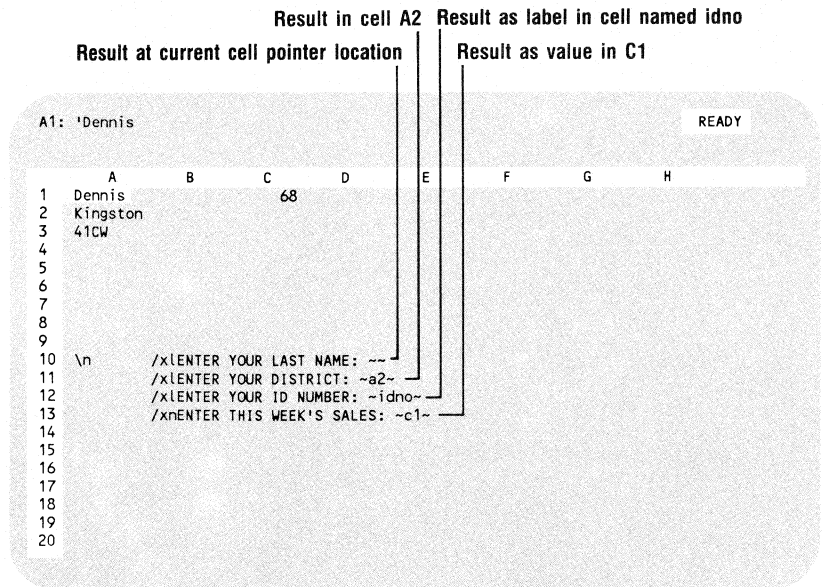 Result in cell A2 Result as label in cell named idno
Result at current cell pointer location Result as value in C1
A1: 'Dennis READY
A B C D E F G H
1 Dennis 68
2 Kingston
3 41CW
4
5
6
7
8
9
10 \n /xlENTER YOUR LAST NAME: ~~
11 /xlENTER YOUR DISTRICT: ~a2~
12 /xlENTER YOUR ID NUMBER: ~idno~
13 /xnENTER THIS WEEK'S SALES: ~c1~
14
15
16
17
18
19
20